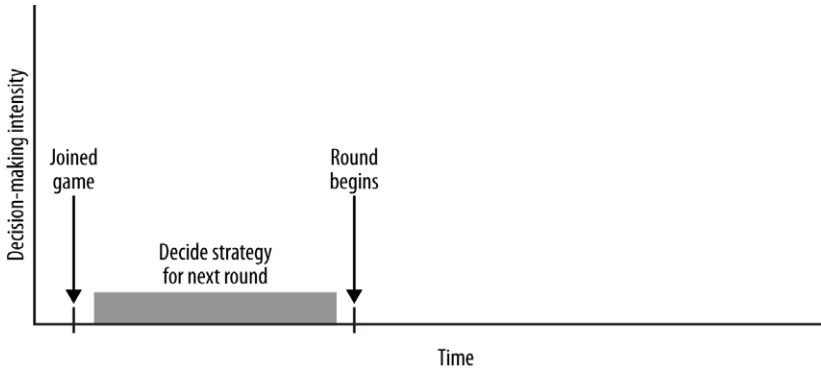 Decision-making intensity
Joined
game
Round
begins
Decide strategy
for next round
Time